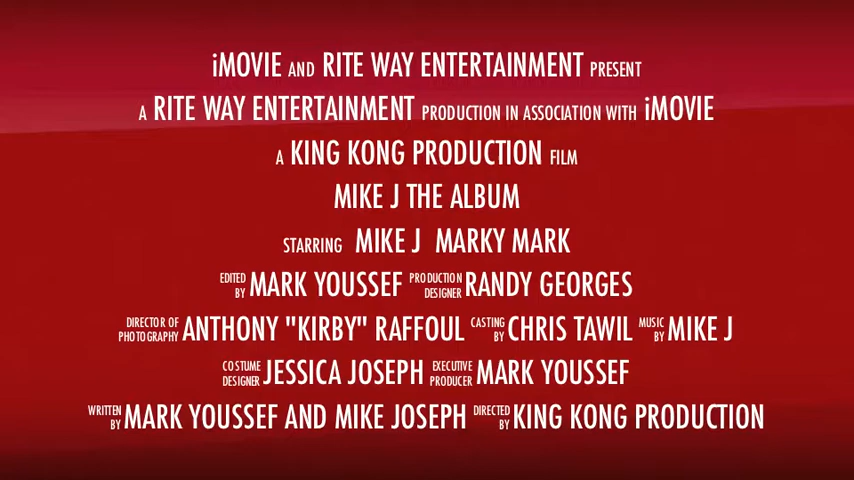 iMOVIE AND RITE WAY ENTERTAINMENT PRESENT
A RITE WAY ENTERTAINMENT PRODUCTION IN ASSOCIATION WITH iMOVIE
A KING KONG PRODUCTION FILM
MIKE J THE ALBUM
STARRING MIKE J MARKY MARK
EDITED BY MARK YOUSSEF PRODUCTION DESIGNER RANDY GEORGES
DIRECTOR OF PHOTOGRAPHY ANTHONY "KIRBY" RAFFOUL CASTING BY CHRIS TAWIL MUSIC BY MIKE J
COSTUME DESIGNER JESSICA JOSEPH EXECUTIVE PRODUCER MARK YOUSSEF
WRITTEN BY MARK YOUSSEF AND MIKE JOSEPH DIRECTED BY KING KONG PRODUCTION